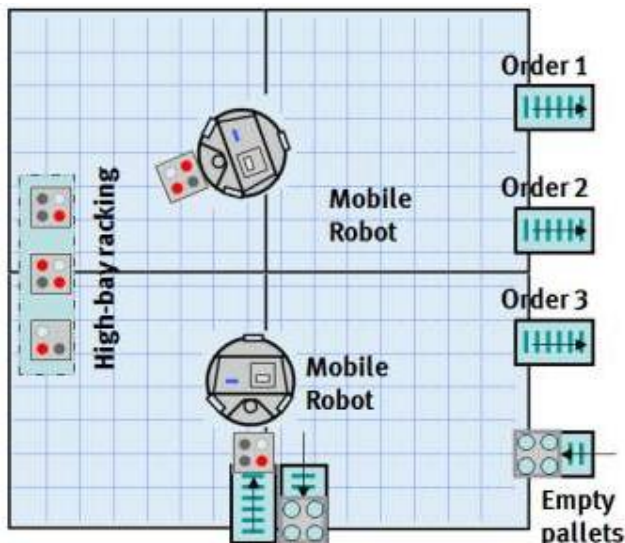 Order 1
Mobile
Robot
Order 2
High-bay racking
Order 3
Mobile
Robot
Empty
pallets